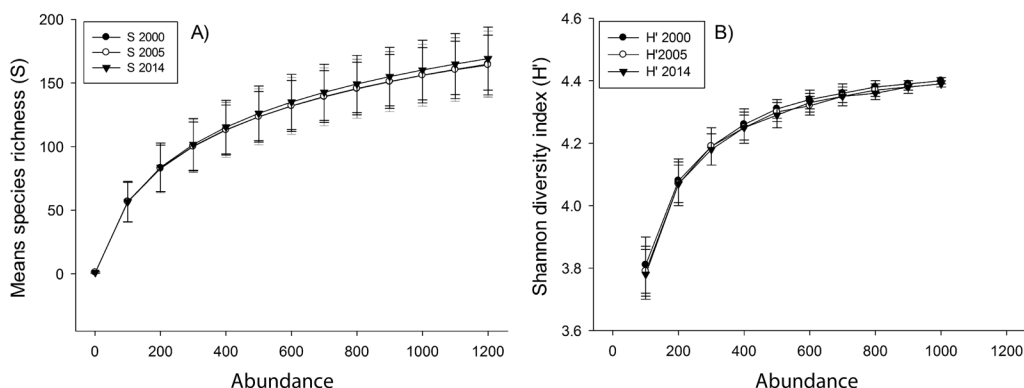 200
150
100
50
0
Means species richness (S)
S 2000
S 2005
S 2014
A)
0 200 400 600 800 1000 1200
Abundance
4.6
4.4
4.2
4.0
3.8
3.6
Shannon diversity index (H')
H' 2000
H'2005
H' 2014
B)
0 200 400 600 800 1000 1200
Abundance